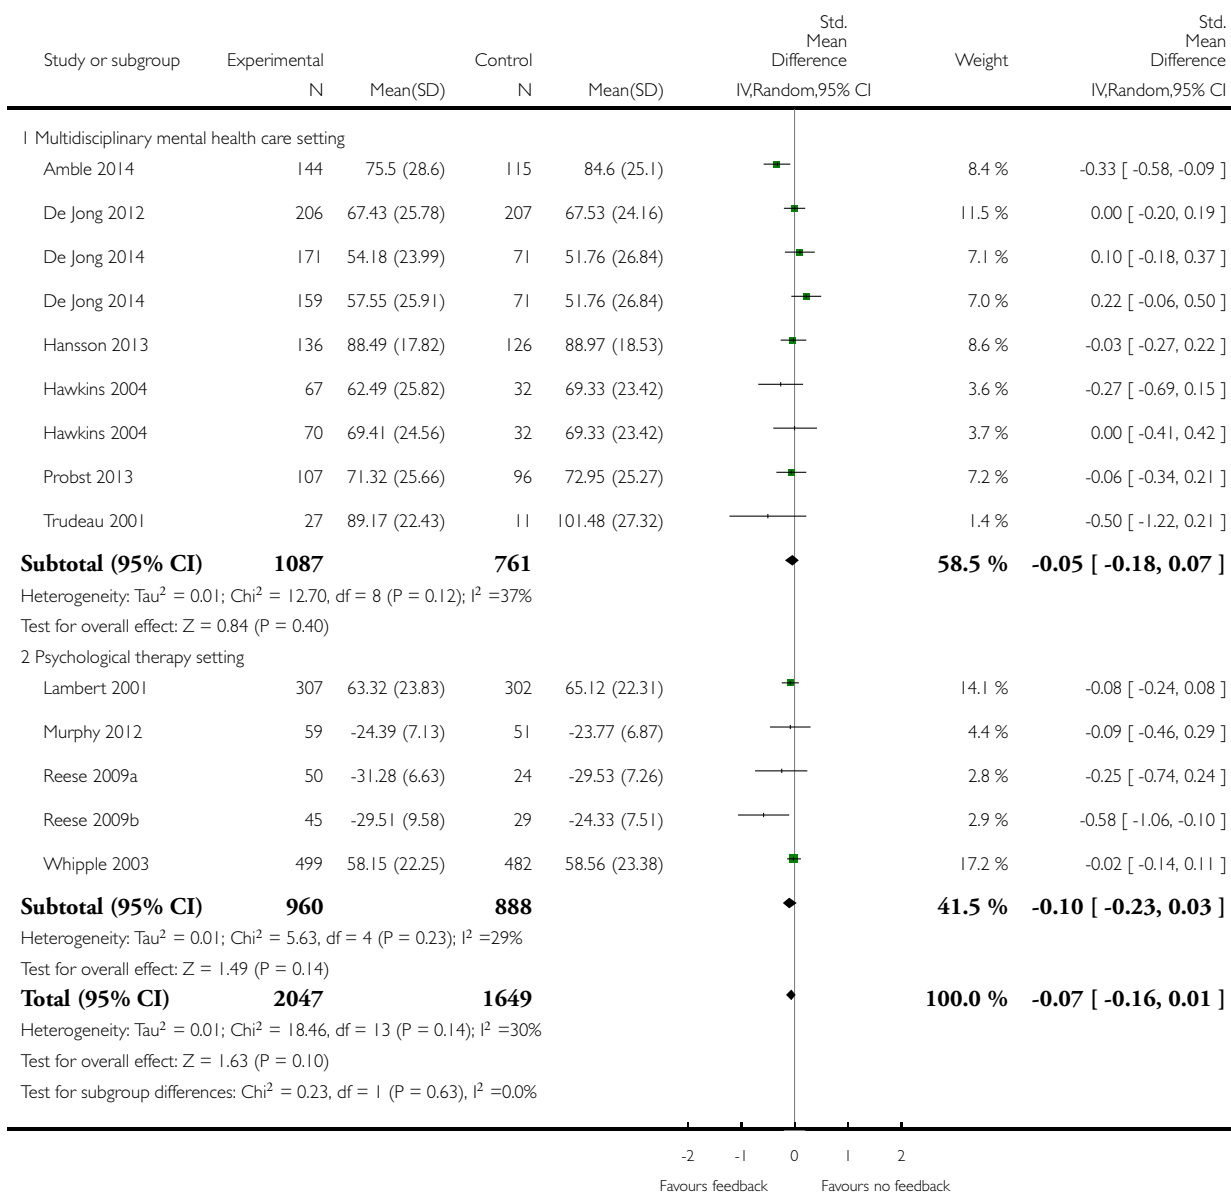 Study or subgroup Experimental Control Std. Mean Difference Weight Std. Mean Difference
N Mean(SD) N Mean(SD) IV,Random,95% CI IV,Random,95% CI
1 Multidisciplinary mental health care setting
Amble 2014 144 75.5 (28.6) 115 84.6 (25.1) 8.4 % -0.33 [ -0.58, -0.09 ]
De Jong 2012 206 67.43 (25.78) 207 67.53 (24.16) 11.5 % 0.00 [ -0.20, 0.19 ]
De Jong 2014 171 54.18 (23.99) 71 51.76 (26.84) 7.1 % 0.10 [ -0.18, 0.37 ]
De Jong 2014 159 57.55 (25.91) 71 51.76 (26.84) 7.0 % 0.22 [ -0.06, 0.50 ]
Hansson 2013 136 88.49 (17.82) 126 88.97 (18.53) 8.6 % -0.03 [ -0.27, 0.22 ]
Hawkins 2004 67 62.49 (25.82) 32 69.33 (23.42) 3.6 % -0.27 [ -0.69, 0.15 ]
Hawkins 2004 70 69.41 (24.56) 32 69.33 (23.42) 3.7 % 0.00 [ -0.41, 0.42 ]
Probst 2013 107 71.32 (25.66) 96 72.95 (25.27) 7.2 % -0.06 [ -0.34, 0.21 ]
Trudeau 2001 27 89.17 (22.43) 11 101.48 (27.32) 1.4 % -0.50 [ -1.22, 0.21 ]
Subtotal (95% CI) 1087 761 58.5 % -0.05 [ -0.18, 0.07 ]
Heterogeneity: Tau² = 0.01; Chi² = 12.70, df = 8 (P = 0.12); I² =37%
Test for overall effect: Z = 0.84 (P = 0.40)
2 Psychological therapy setting
Lambert 2001 307 63.32 (23.83) 302 65.12 (22.31) 14.1 % -0.08 [ -0.24, 0.08 ]
Murphy 2012 59 -24.39 (7.13) 51 -23.77 (6.87) 4.4 % -0.09 [ -0.46, 0.29 ]
Reese 2009a 50 -31.28 (6.63) 24 -29.53 (7.26) 2.8 % -0.25 [ -0.74, 0.24 ]
Reese 2009b 45 -29.51 (9.58) 29 -24.33 (7.51) 2.9 % -0.58 [ -1.06, -0.10 ]
Whipple 2003 499 58.15 (22.25) 482 58.56 (23.38) 17.2 % -0.02 [ -0.14, 0.11 ]
Subtotal (95% CI) 960 888 41.5 % -0.10 [ -0.23, 0.03 ]
Heterogeneity: Tau² = 0.01; Chi² = 5.63, df = 4 (P = 0.23); I² =29%
Test for overall effect: Z = 1.49 (P = 0.14)
Total (95% CI) 2047 1649 100.0 % -0.07 [ -0.16, 0.01 ]
Heterogeneity: Tau² = 0.01; Chi² = 18.46, df = 13 (P = 0.14); I² =30%
Test for overall effect: Z = 1.63 (P = 0.10)
Test for subgroup differences: Chi² = 0.23, df = 1 (P = 0.63), I² =0.0%
-2 -1 0 1 2
Favours feedback Favours no feedback